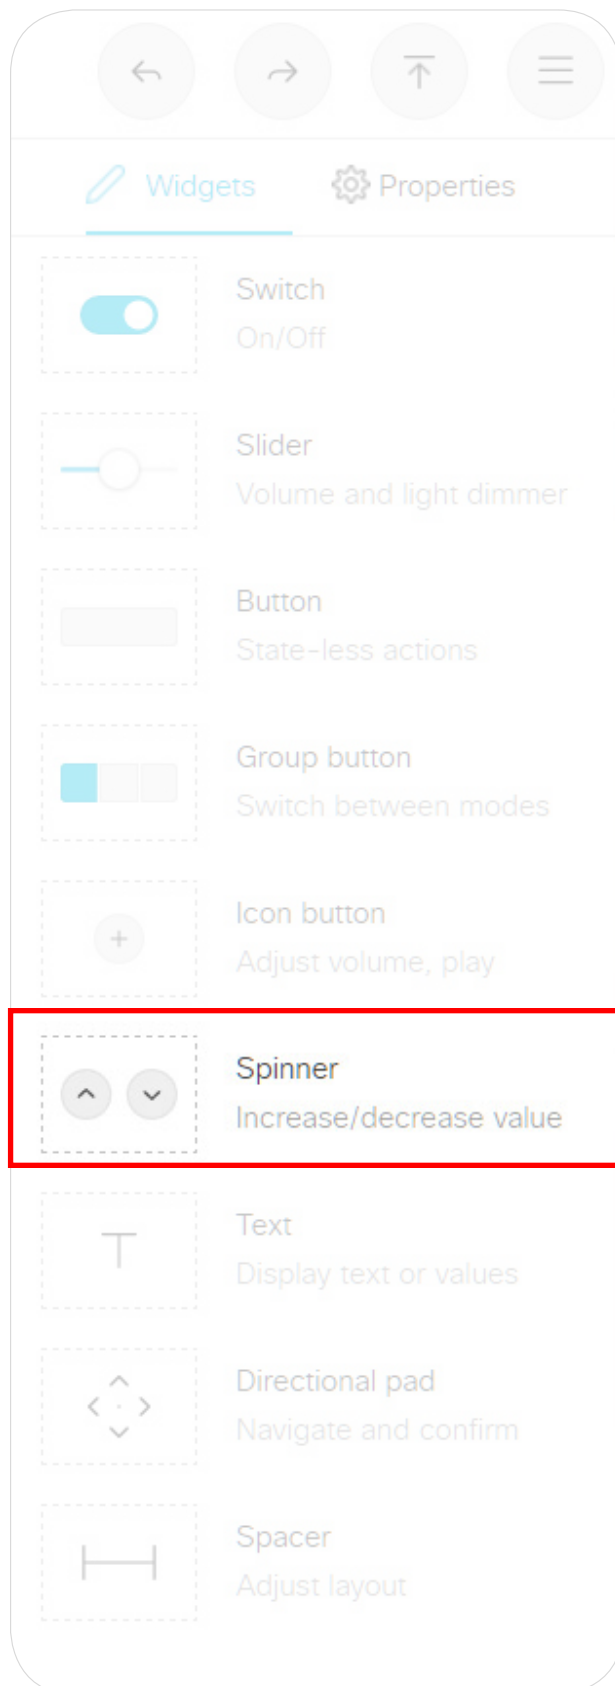 Widgets
Properties
Switch
On/Off
Slider
Volume and light dimmer
Button
State-less actions
Group button
Switch between modes
Icon button
Adjust volume, play
Spinner
Increase/decrease value
Text
Display text or values
Directional pad
Navigate and confirm
Spacer
Adjust layout